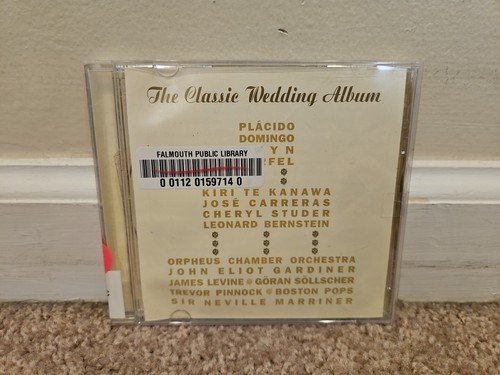 The Classic Wedding Album
PLÁCIDO
DOMINGO
FALMOUTH PUBLIC LIBRARY
0 0112 0159714 0
KIRI TE KANAWA
JOSÉ CARRERAS
CHERYL STUDER
LEONARD BERNSTEIN
ORPHEUS CHAMBER ORCHESTRA
JOHN ELIOT GARDINER
JAMES LEVINE GÖRAN SÖLLSCHER
TREVOR PINNOCK BOSTON POPS
SIR NEVILLE MARRINER